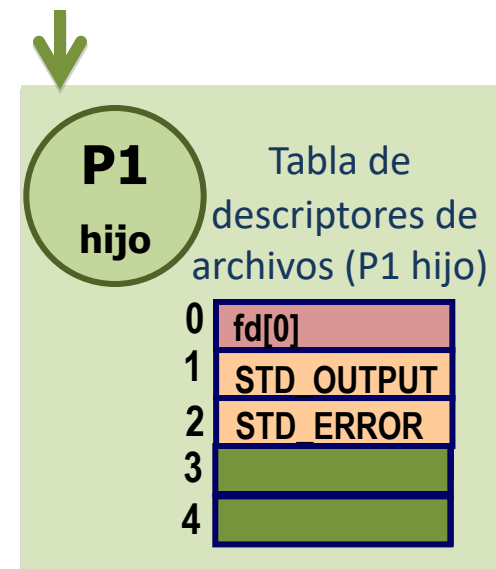 P1
hijo
Tabla de
descriptores de
archivos (P1 hijo)
0 fd[0]
1 STD_OUTPUT
2 STD_ERROR
3
4